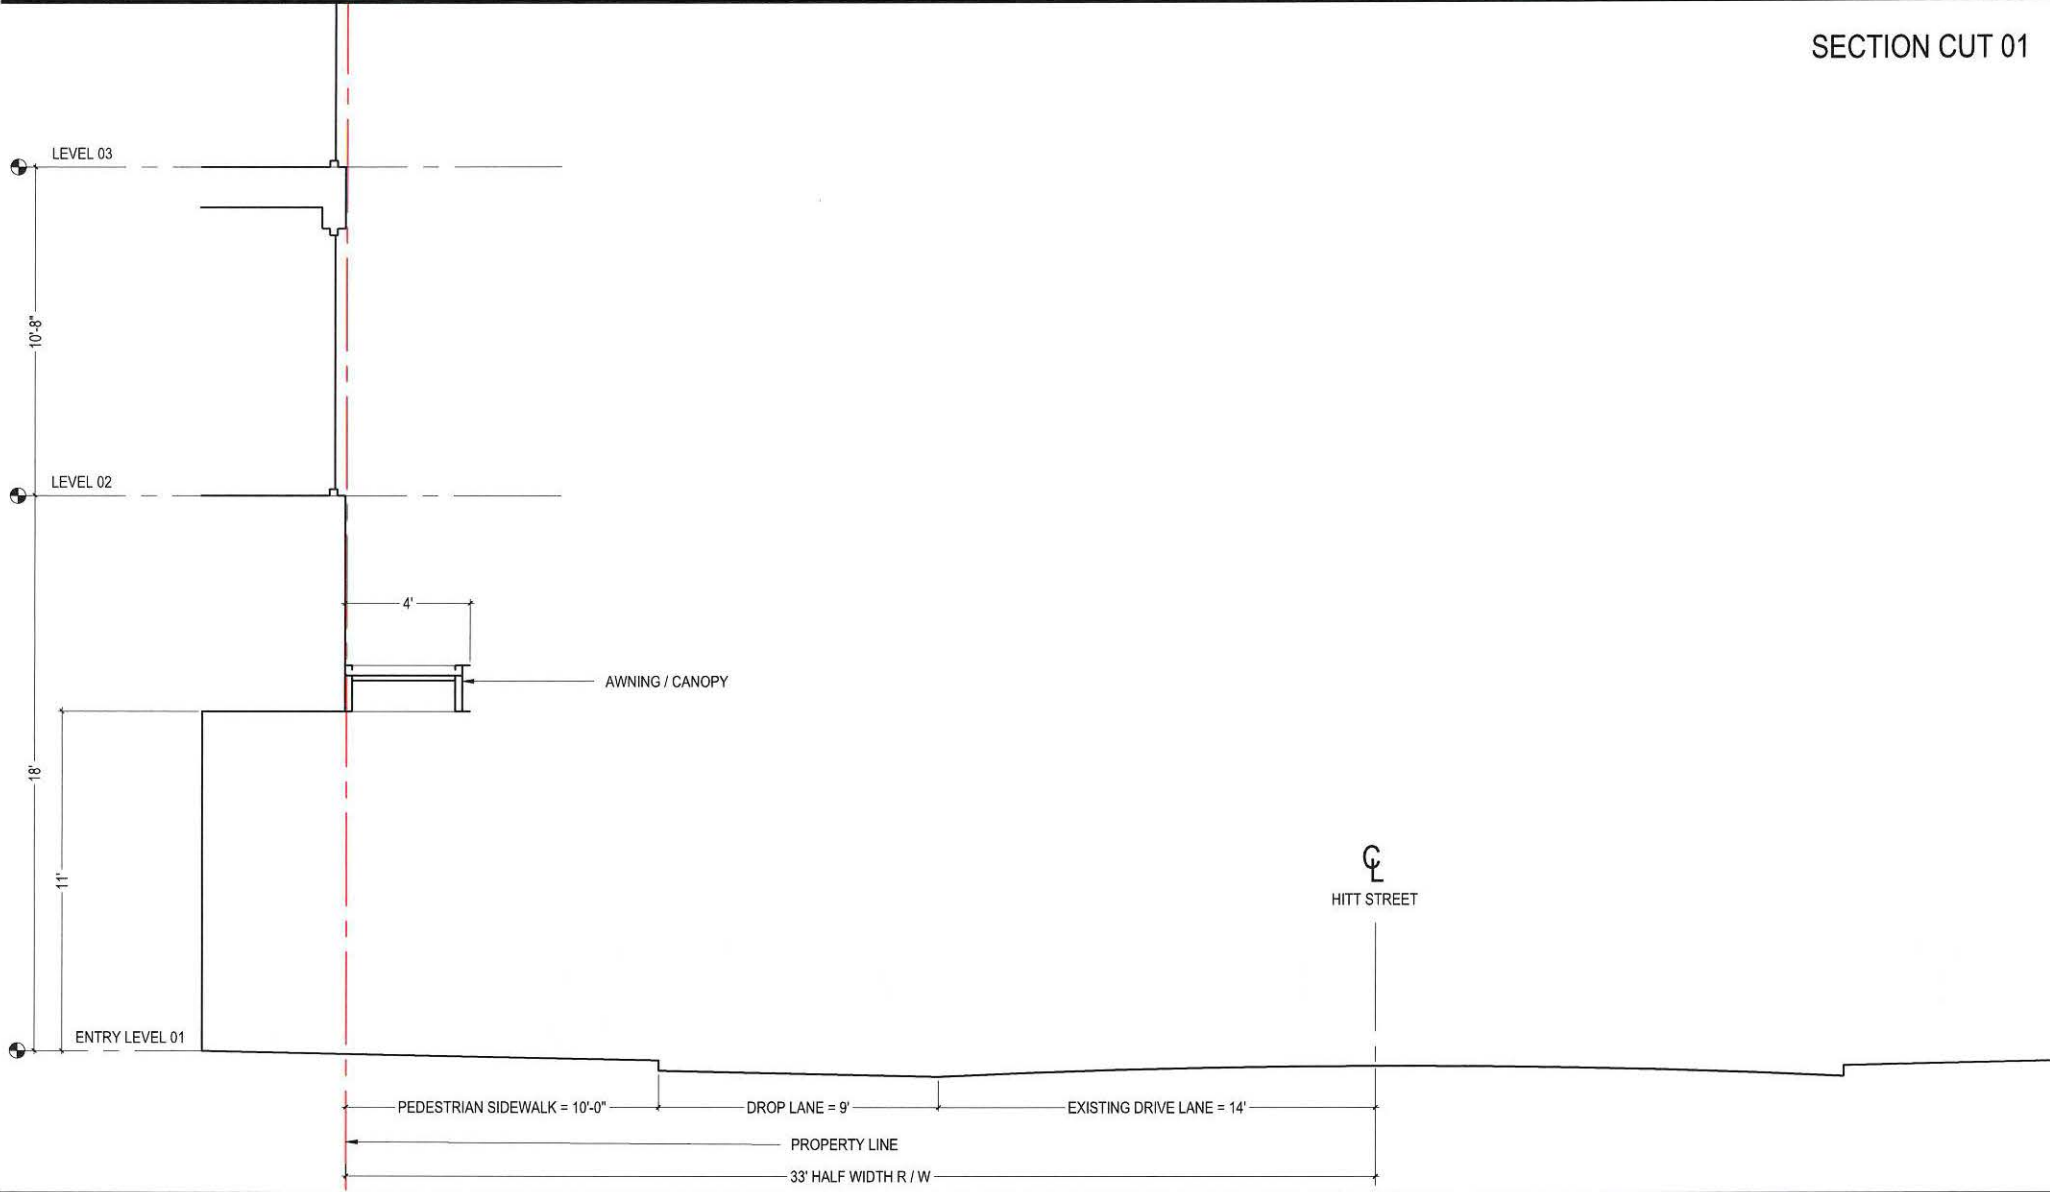 SECTION CUT 01
LEVEL 03
10'-8"
LEVEL 02
4'
AWNING / CANOPY
18'
11'
CL
HITT STREET
ENTRY LEVEL 01
PEDESTRIAN SIDEWALK = 10'-0"
DROP LANE = 9'
EXISTING DRIVE LANE = 14'
PROPERTY LINE
33' HALF WIDTH R / W